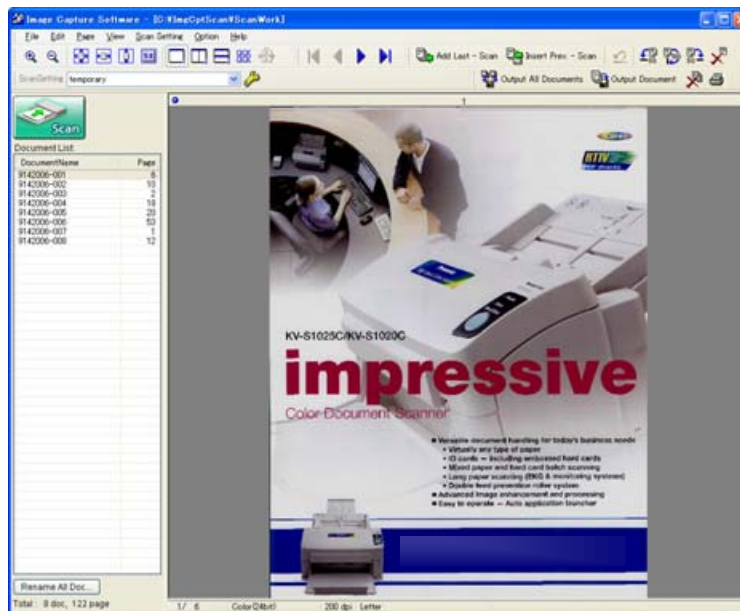 Image Capture Software - [C:¥ImgCptScan¥ScanWork]
File Edit Page View Scan Setting Option Help
Add Last - Scan Insert Prev. - Scan
ScanSetting temporary Output All Documents Output Document
Scan
1
Document List:
DocumentName Page
9142006-001 6
9142006-002 10
9142006-003 2
9142006-004 18
9142006-005 20
9142006-006 53
9142006-007 1
9142006-008 12
KV-S1025C/KV-S1020C
impressive
Color Document Scanner
■ Versatile document handling for today's business needs
• Virtually any type of paper
• ID cards — including embossed hard cards
• Mixed paper and hard card batch scanning
• Long paper scanning (EKG & monitoring systems)
• Double feed prevention roller system
■ Advanced image enhancement and processing
■ Easy to operate — Auto application launcher
Rename All Doc...
Total : 8 doc, 122 page
1/ 6 Color(24bit) 200 dpi Letter